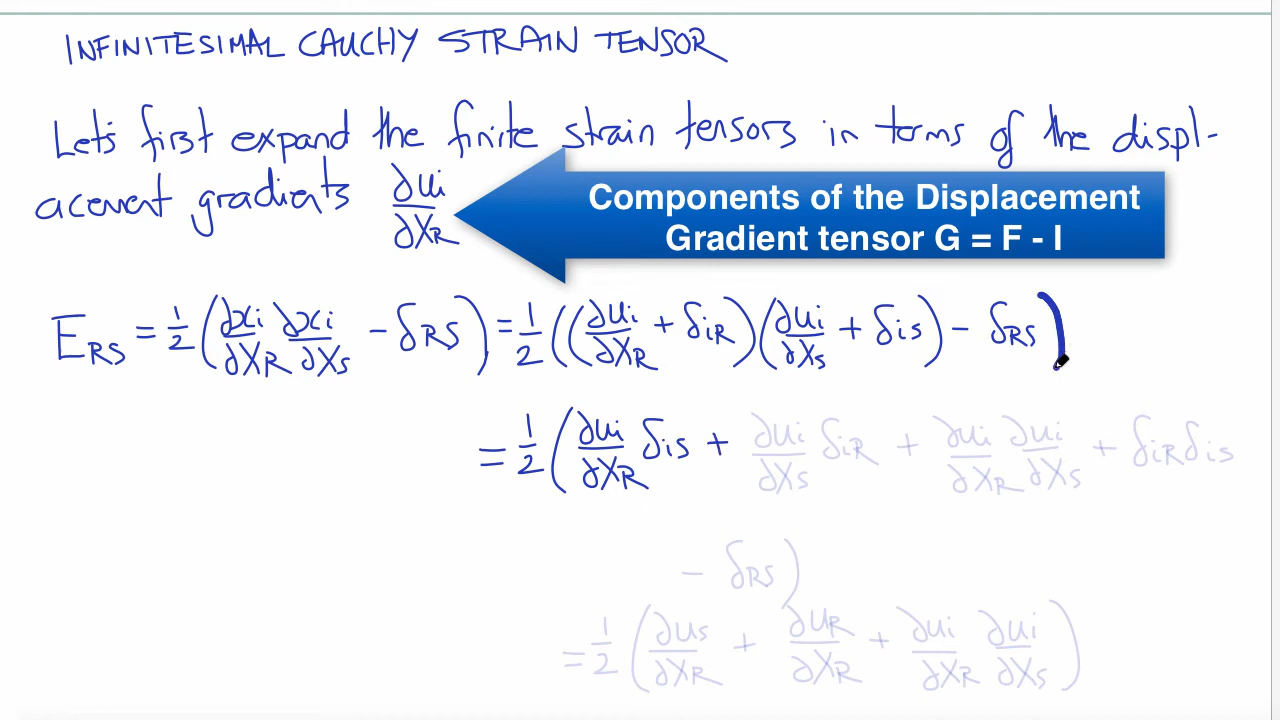 INFINITESIMAL CAUCHY STRAIN TENSOR
Let's first expand the finite strain tensors in terms of the displ-
acement gradients ∂ui/∂XR
Components of the Displacement
Gradient tensor G = F - I
ERS = 1/2 (∂xi/∂XR ∂xi/∂XS - δRS) = 1/2 ((∂ui/∂XR + δiR)(∂ui/∂XS + δis) - δRS)
= 1/2 (∂ui/∂XR δis + ∂ui/∂XS δiR + ∂ui/∂XR ∂ui/∂XS + δiR δis
- δRS)
= 1/2 (∂us/∂XR + ∂uR/∂XR + ∂ui/∂XR ∂ui/∂XS)